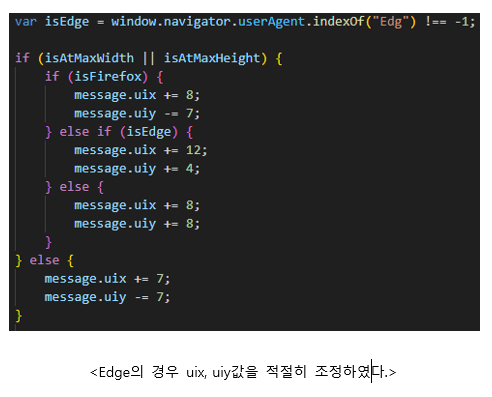 var isEdge = window.navigator.userAgent.indexOf("Edg") !== -1;
if (isAtMaxWidth || isAtMaxHeight) {
    if (isFirefox) {
        message.uix += 8;
        message.uiy -= 7;
    } else if (isEdge) {
        message.uix += 12;
        message.uiy += 4;
    } else {
        message.uix += 8;
        message.uiy += 8;
    }
} else {
    message.uix += 7;
    message.uiy -= 7;
}
<Edge의 경우 uix, uiy값을 적절히 조정하였다.>